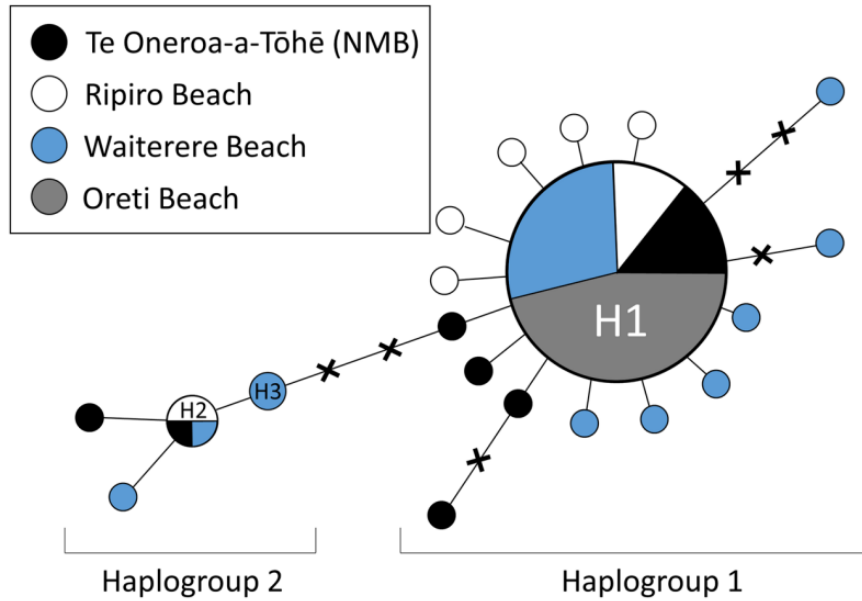 Te Oneroa-a-Tōhē (NMB)
Ripiro Beach
Waiterere Beach
Oreti Beach
H1
H3
H2
Haplogroup 2
Haplogroup 1